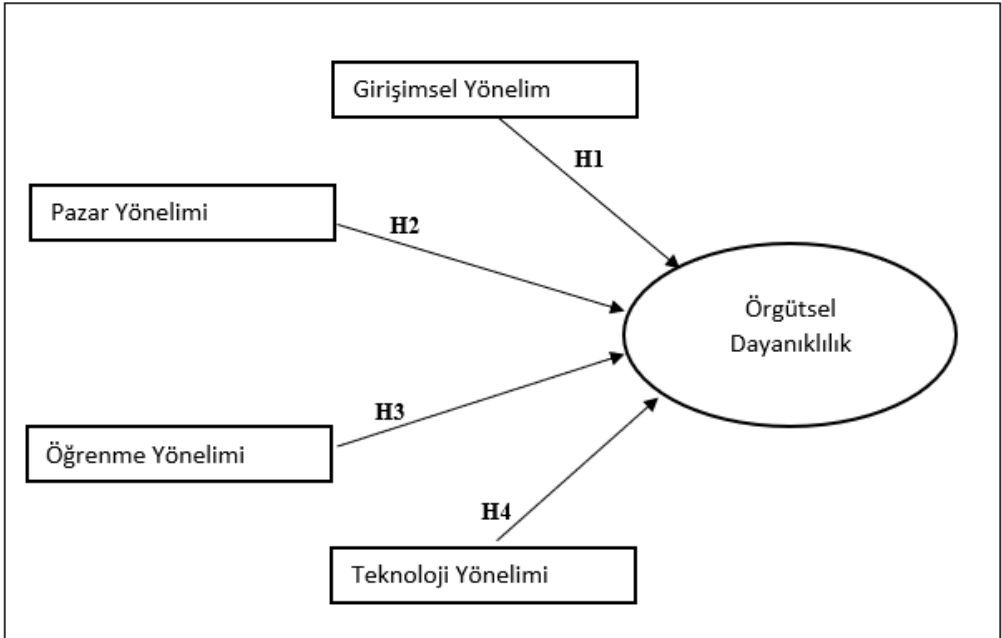 Girişimsel Yönelim
H1
Pazar Yönelimi
H2
Örgütsel
Dayanıklılık
H3
Öğrenme Yönelimi
H4
Teknoloji Yönelimi